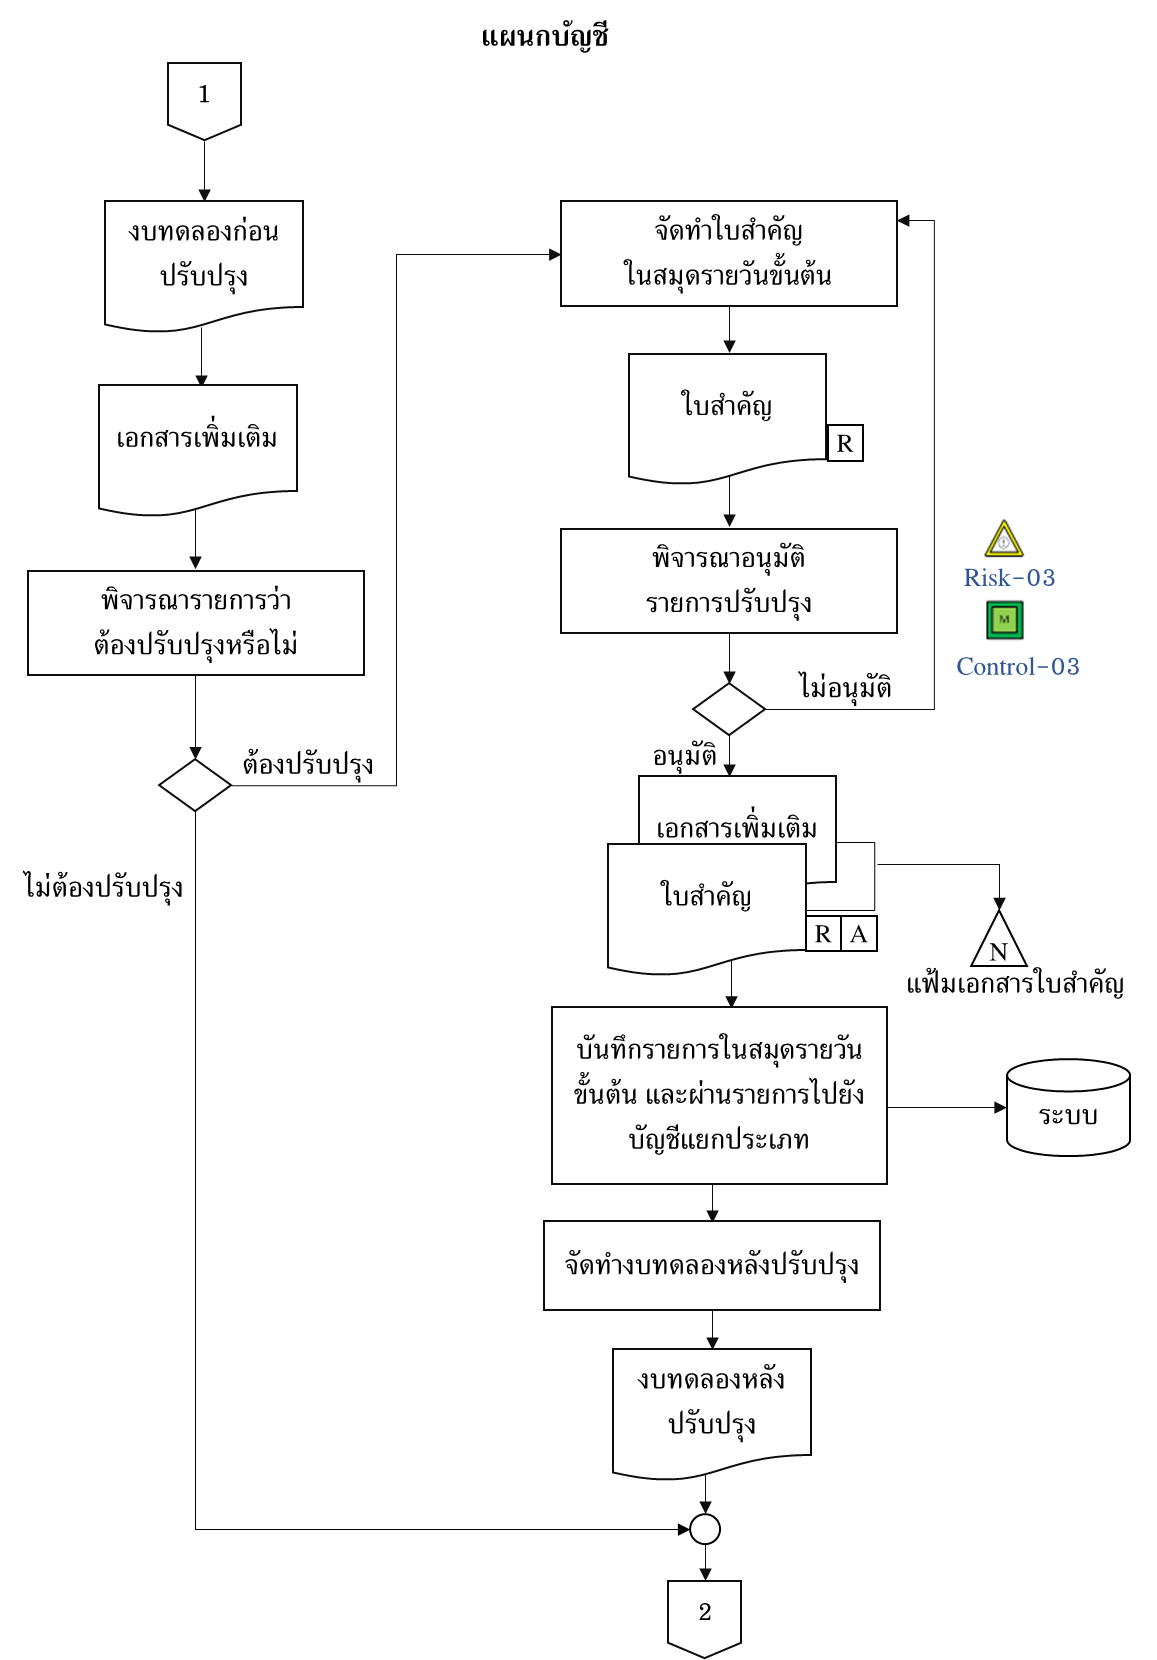 แผนกบัญชี
1
งบทดลองก่อน
ปรับปรุง
เอกสารเพิ่มเติม
พิจารณารายการว่า
ต้องปรับปรุงหรือไม่
ต้องปรับปรุง
ไม่ต้องปรับปรุง
จัดทำใบสำคัญ
ในสมุดรายวันขั้นต้น
ใบสำคัญ
R
พิจารณาอนุมัติ
รายการปรับปรุง
Risk-03
M
Control-03
ไม่อนุมัติ
อนุมัติ
เอกสารเพิ่มเติม
ใบสำคัญ
R A
N
แฟ้มเอกสารใบสำคัญ
บันทึกรายการในสมุดรายวัน
ขั้นต้น และผ่านรายการไปยัง
บัญชีแยกประเภท
ระบบ
จัดทำงบทดลองหลังปรับปรุง
งบทดลองหลัง
ปรับปรุง
2